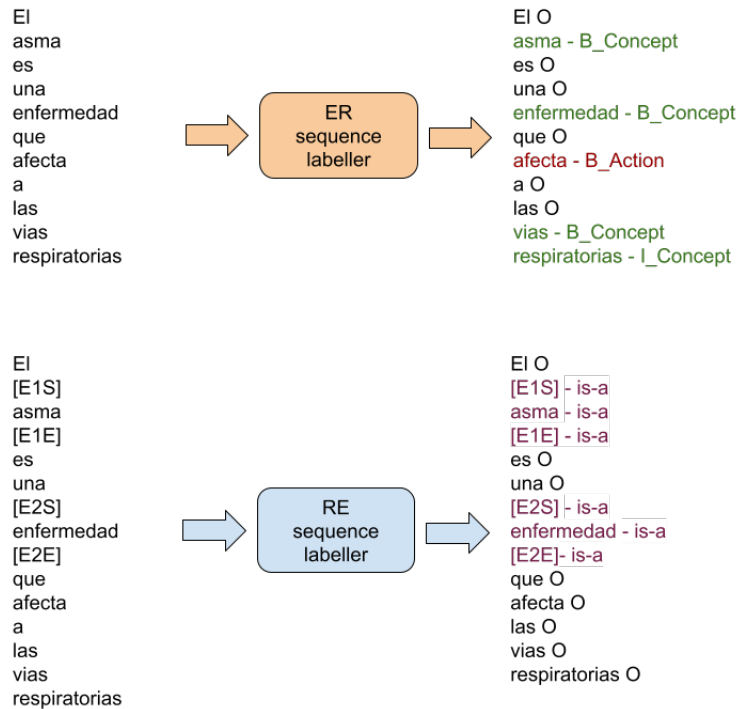 El
asma
es
una
enfermedad
que
afecta
a
las
vias
respiratorias
ER
sequence
labeller
El O
asma - B_Concept
es O
una O
enfermedad - B_Concept
que O
afecta - B_Action
a O
las O
vias - B_Concept
respiratorias - I_Concept
El
[E1S]
asma
[E1E]
es
una
[E2S]
enfermedad
[E2E]
que
afecta
a
las
vias
respiratorias
RE
sequence
labeller
El O
[E1S] - is-a
asma - is-a
[E1E] - is-a
es O
una O
[E2S] - is-a
enfermedad - is-a
[E2E]- is-a
que O
afecta O
las O
vias O
respiratorias O